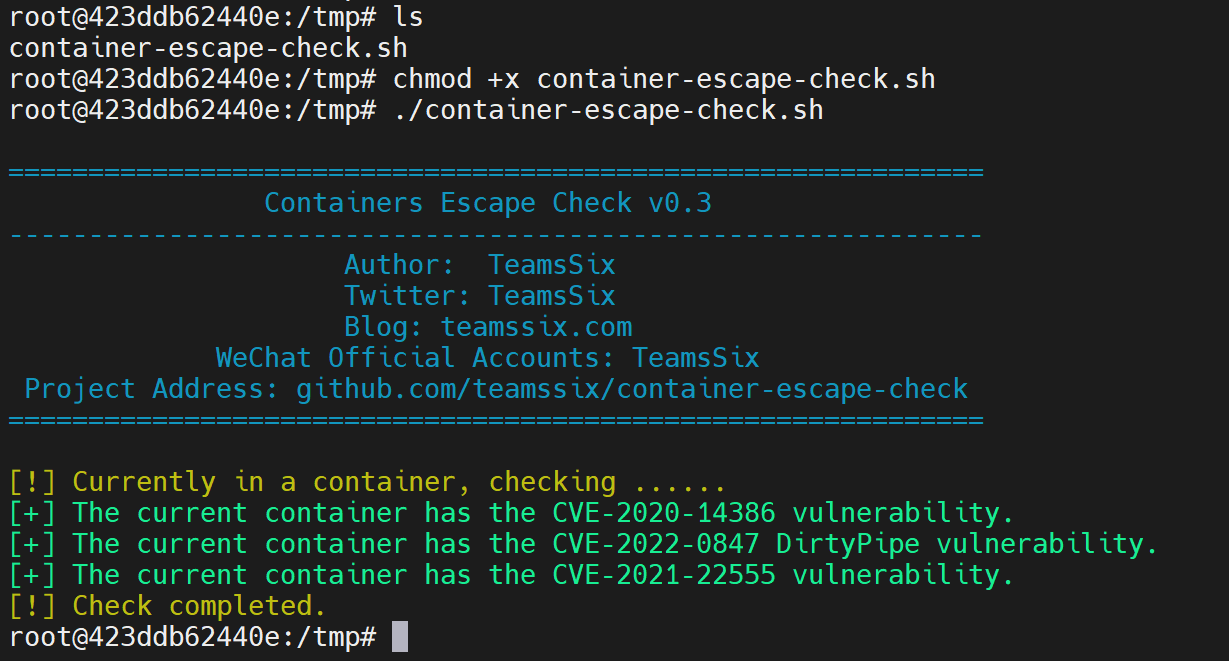 root@423ddb62440e:/tmp# ls
container-escape-check.sh
root@423ddb62440e:/tmp# chmod +x container-escape-check.sh
root@423ddb62440e:/tmp# ./container-escape-check.sh
=============================================================
Containers Escape Check v0.3
-------------------------------------------------------------
Author:  TeamsSix
Twitter: TeamsSix
Blog: teamssix.com
WeChat Official Accounts: TeamsSix
Project Address: github.com/teamssix/container-escape-check
=============================================================
[!] Currently in a container, checking ......
[+] The current container has the CVE-2020-14386 vulnerability.
[+] The current container has the CVE-2022-0847 DirtyPipe vulnerability.
[+] The current container has the CVE-2021-22555 vulnerability.
[!] Check completed.
root@423ddb62440e:/tmp#